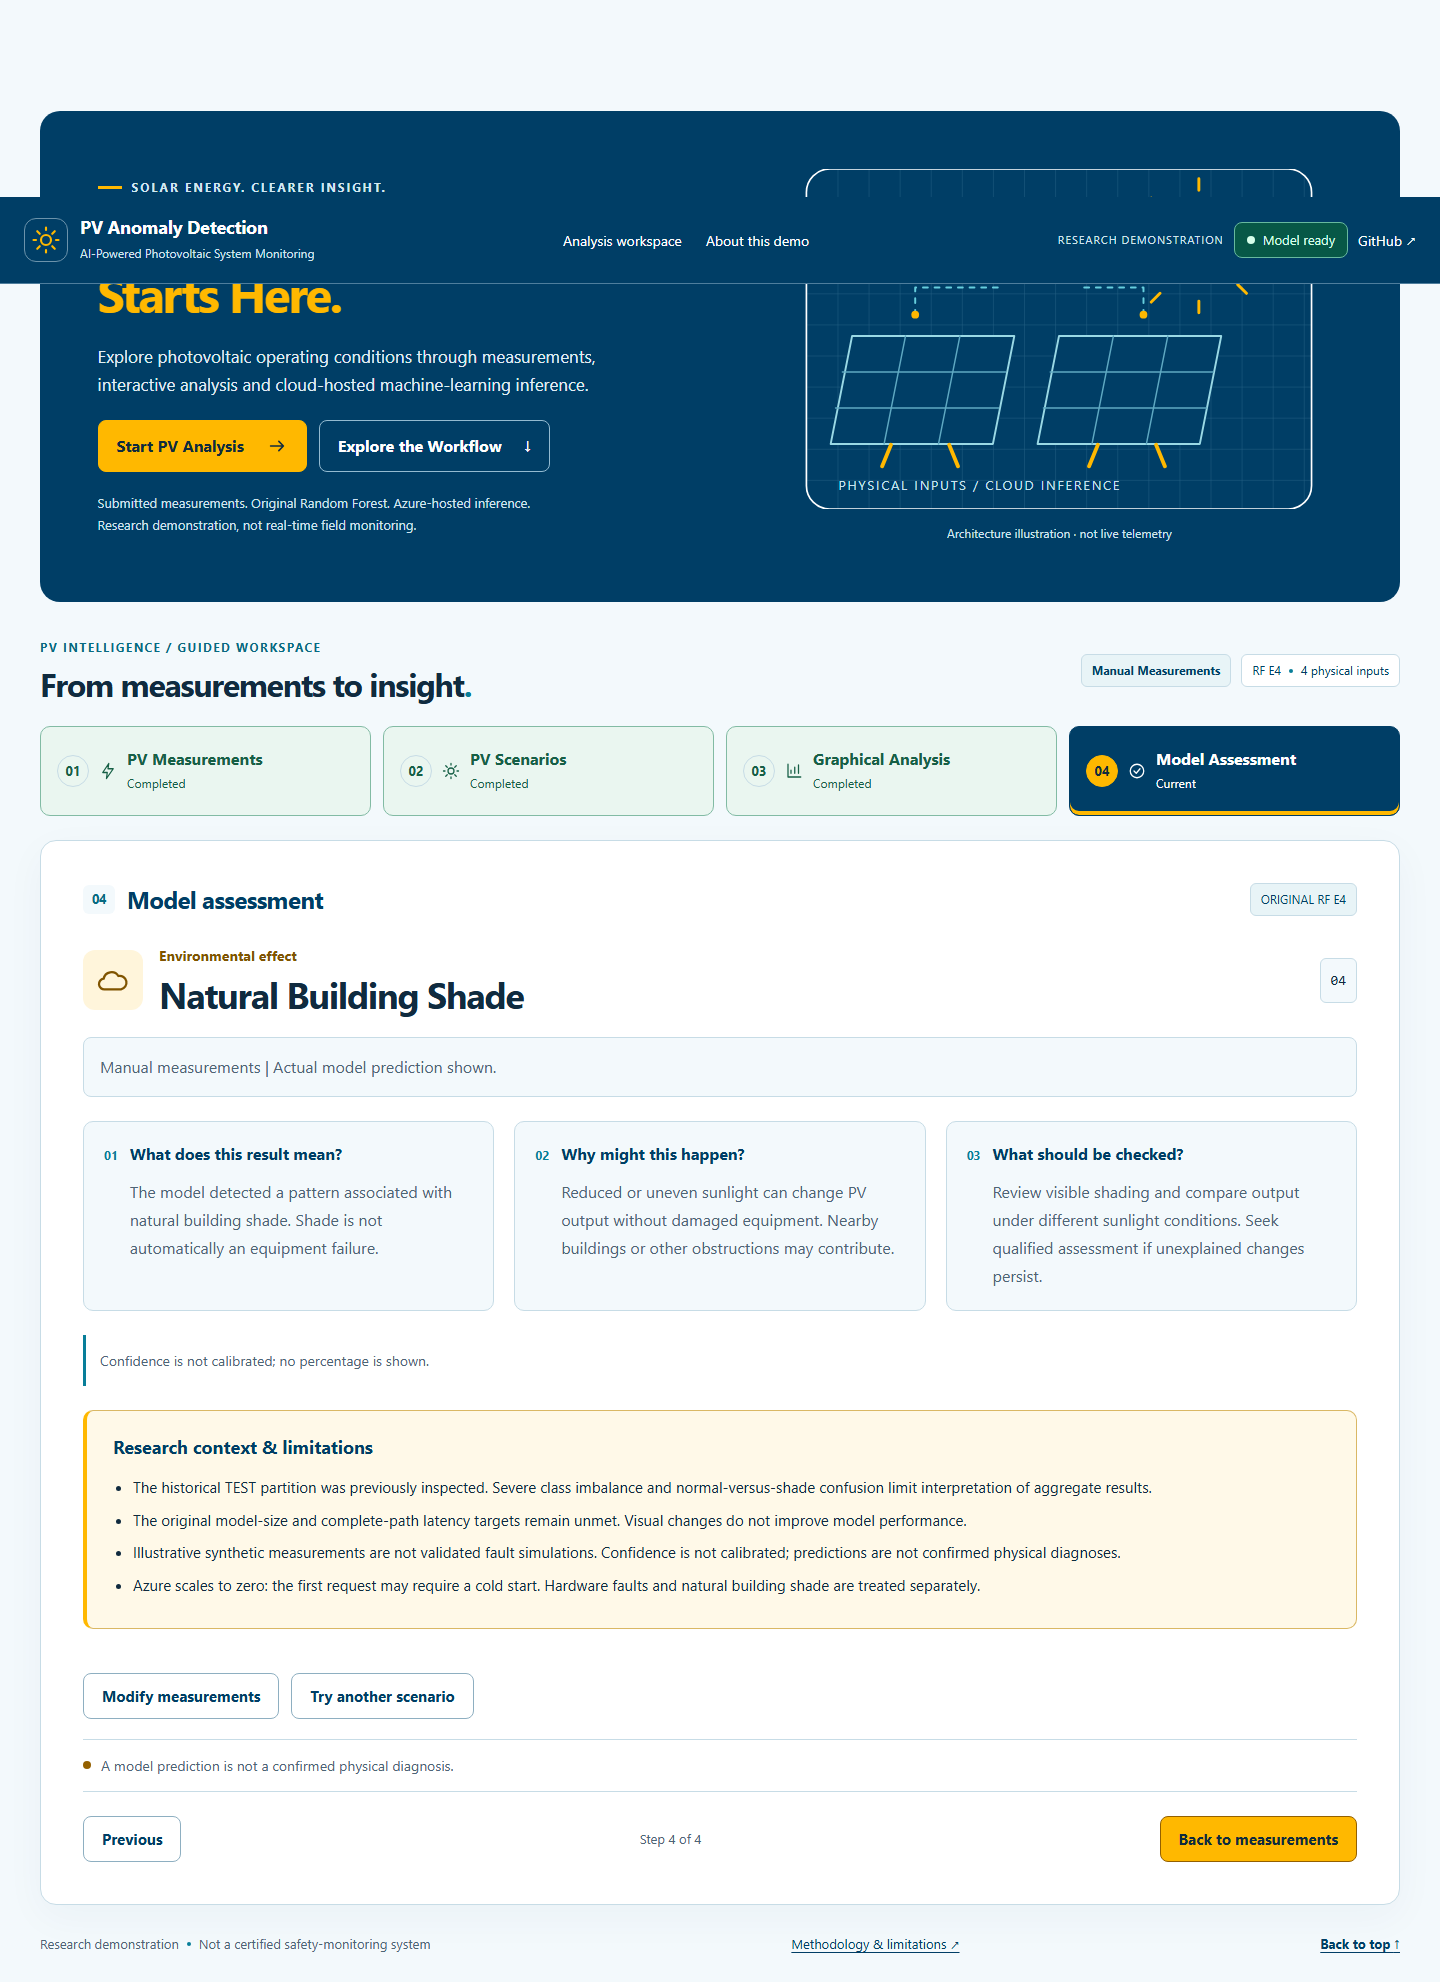 SOLAR ENERGY. CLEARER INSIGHT.
PV Anomaly Detection
AI-Powered Photovoltaic System Monitoring
Analysis workspace
About this demo
RESEARCH DEMONSTRATION
Model ready
GitHub ↗
Starts Here.
Explore photovoltaic operating conditions through measurements,
interactive analysis and cloud-hosted machine-learning inference.
Start PV Analysis →
Explore the Workflow ↓
Submitted measurements. Original Random Forest. Azure-hosted inference.
Research demonstration, not real-time field monitoring.
PHYSICAL INPUTS / CLOUD INFERENCE
Architecture illustration · not live telemetry
PV INTELLIGENCE / GUIDED WORKSPACE
From measurements to insight.
Manual Measurements
RF E4 • 4 physical inputs
01 PV Measurements
Completed
02 PV Scenarios
Completed
03 Graphical Analysis
Completed
04 Model Assessment
Current
04 Model assessment
ORIGINAL RF E4
Environmental effect
Natural Building Shade
04
Manual measurements | Actual model prediction shown.
01 What does this result mean?
The model detected a pattern associated with
natural building shade. Shade is not
automatically an equipment failure.
02 Why might this happen?
Reduced or uneven sunlight can change PV
output without damaged equipment. Nearby
buildings or other obstructions may contribute.
03 What should be checked?
Review visible shading and compare output
under different sunlight conditions. Seek
qualified assessment if unexplained changes
persist.
Confidence is not calibrated; no percentage is shown.
Research context & limitations
• The historical TEST partition was previously inspected. Severe class imbalance and normal-versus-shade confusion limit interpretation of aggregate results.
• The original model-size and complete-path latency targets remain unmet. Visual changes do not improve model performance.
• Illustrative synthetic measurements are not validated fault simulations. Confidence is not calibrated; predictions are not confirmed physical diagnoses.
• Azure scales to zero: the first request may require a cold start. Hardware faults and natural building shade are treated separately.
Modify measurements
Try another scenario
A model prediction is not a confirmed physical diagnosis.
Previous
Step 4 of 4
Back to measurements
Research demonstration • Not a certified safety-monitoring system
Methodology & limitations ↗
Back to top ↑